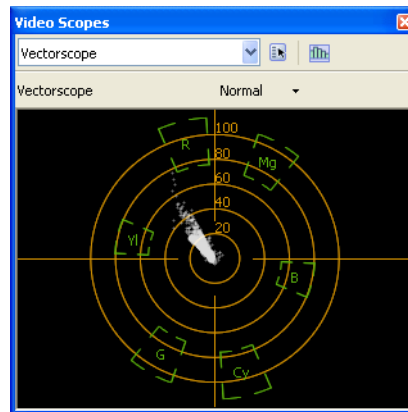 Video Scopes
Vectorscope
Vectorscope Normal
100
R
Mg
80
60
40
20
Yl
B
G
Cy